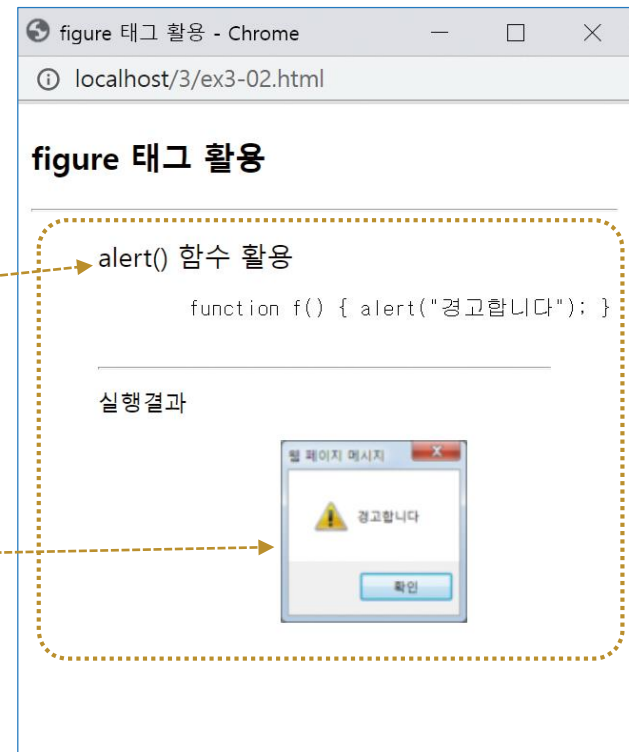 figure 태그 활용 - Chrome
localhost/3/ex3-02.html
figure 태그 활용
alert() 함수 활용
function f() { alert("경고합니다"); }
실행결과
웹 페이지 메시지
경고합니다
확인